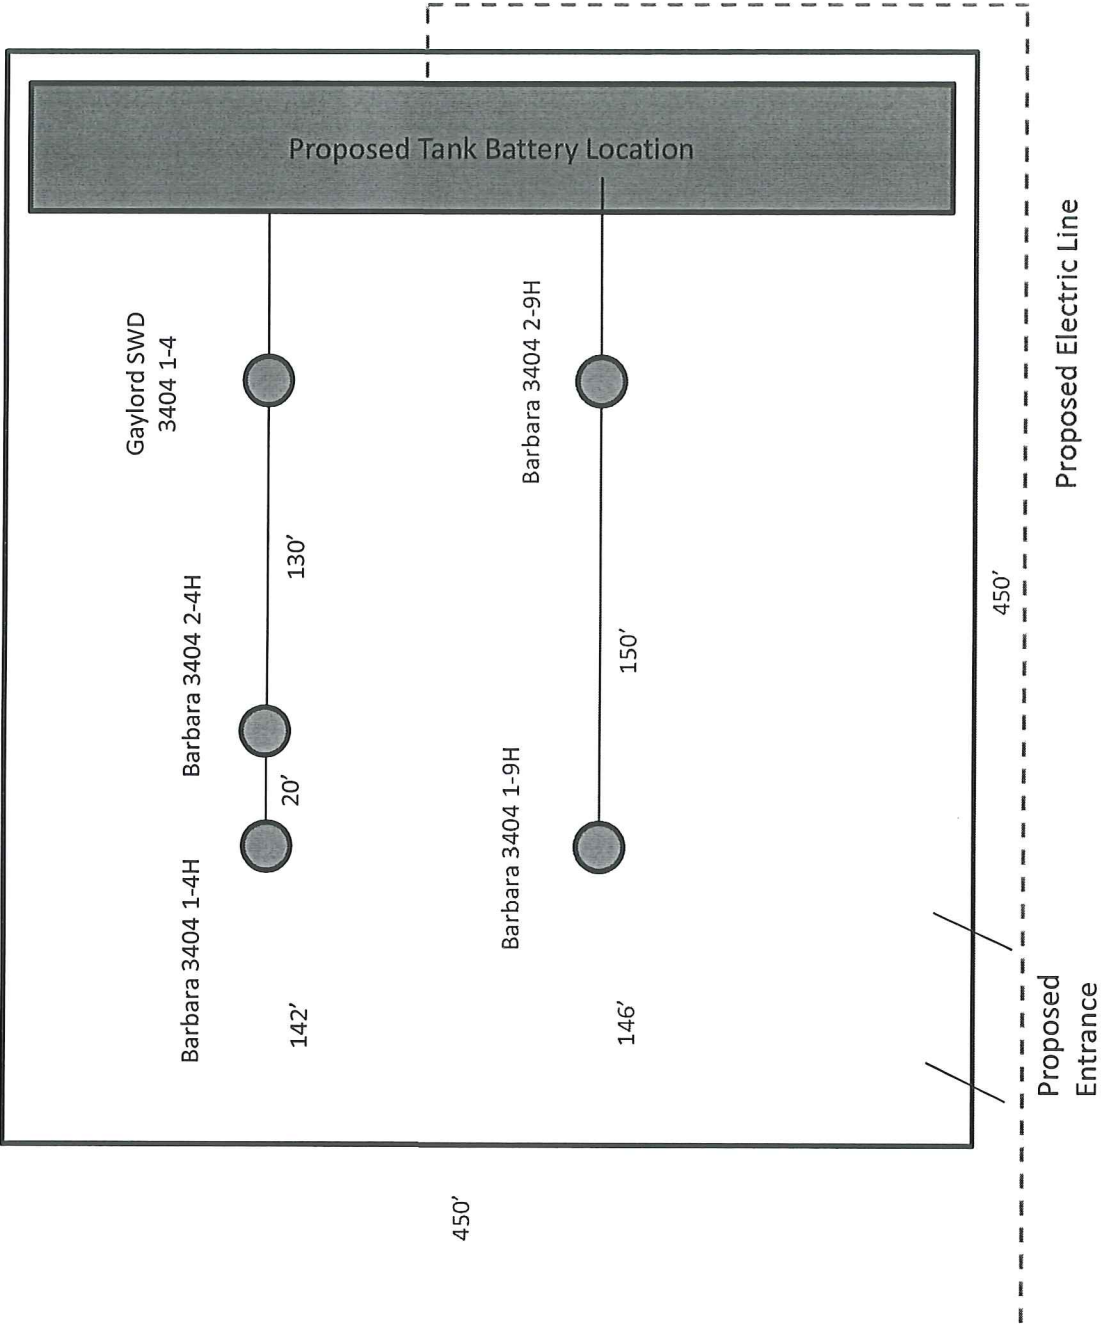 Proposed Tank Battery Location
Gaylord SWD
3404 1-4
Barbara 3404 2-9H
Proposed Electric Line
130’
Barbara 3404 2-4H
150’
450’
20’
Barbara 3404 1-4H
Barbara 3404 1-9H
142’
146’
Proposed
Entrance
450’